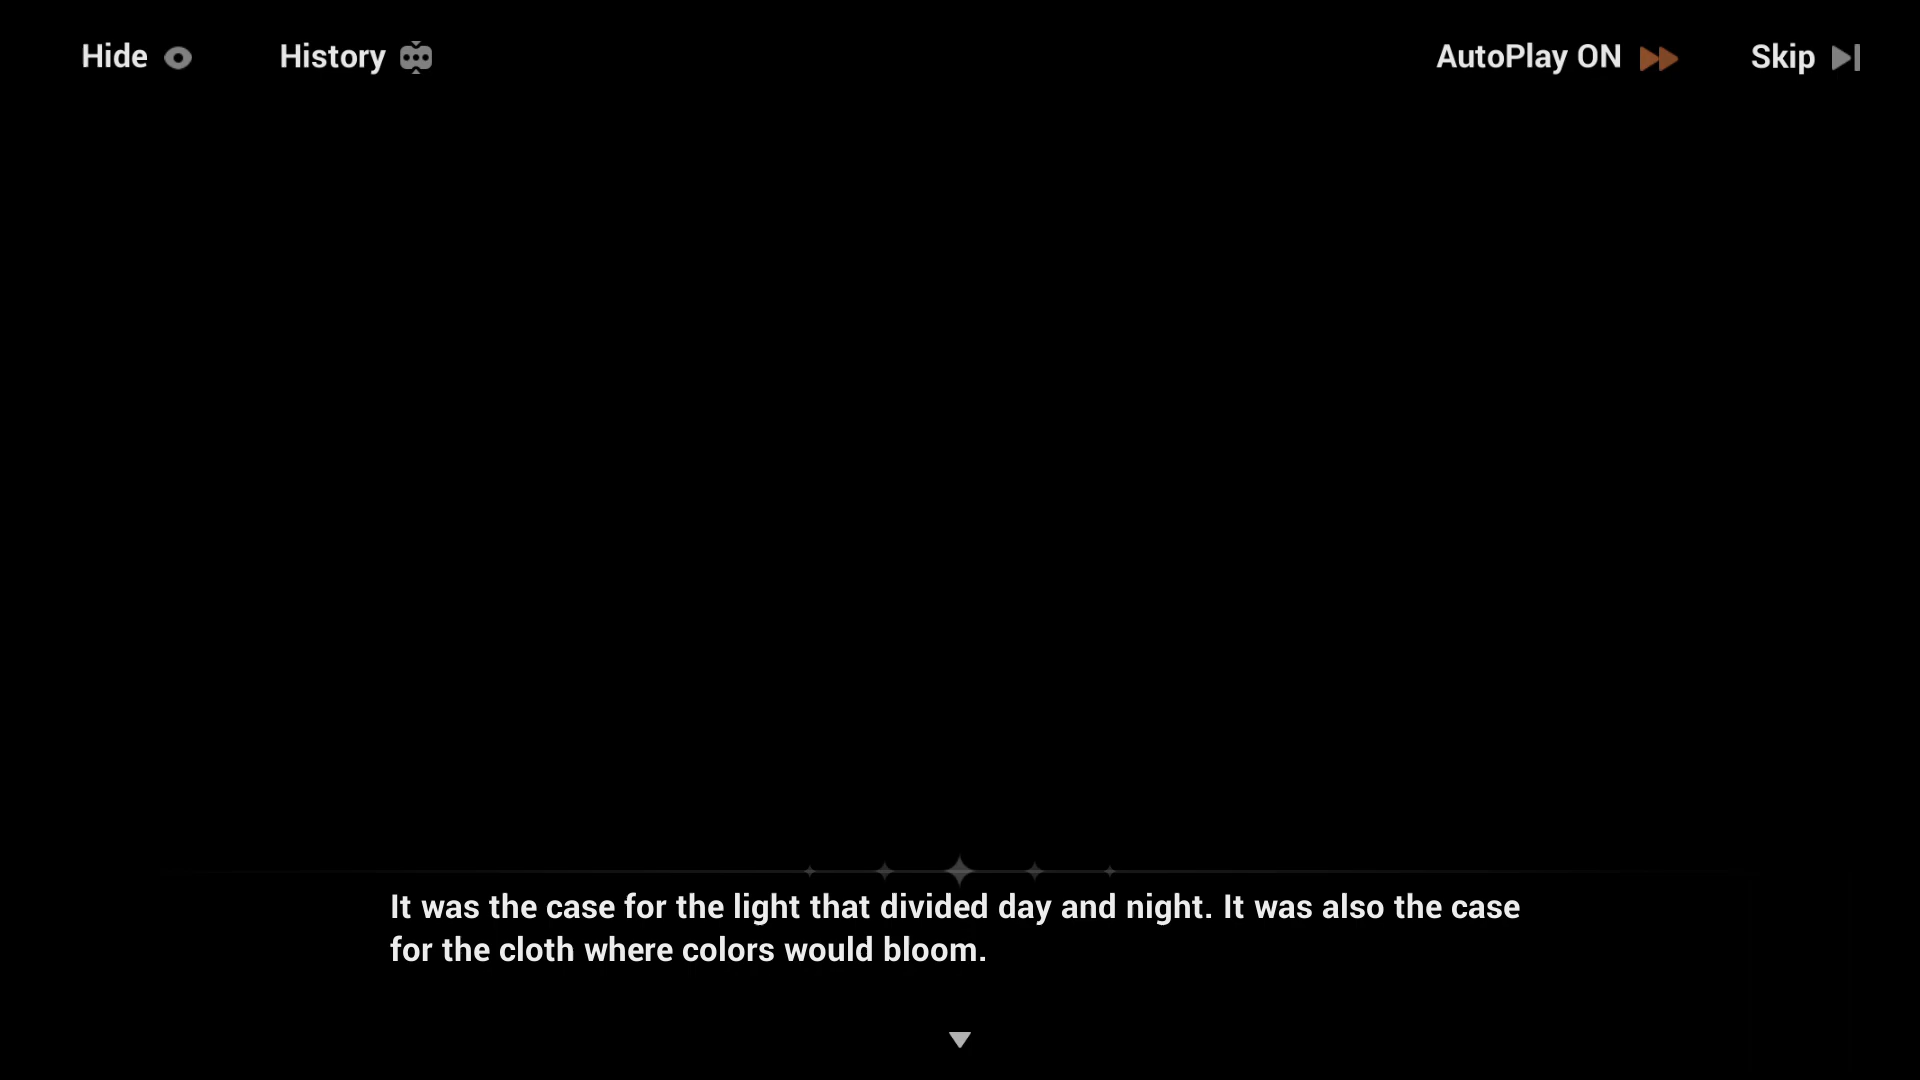 Hide
History
AutoPlay ON
Skip
It was the case for the light that divided day and night. It was also the case
for the cloth where colors would bloom.